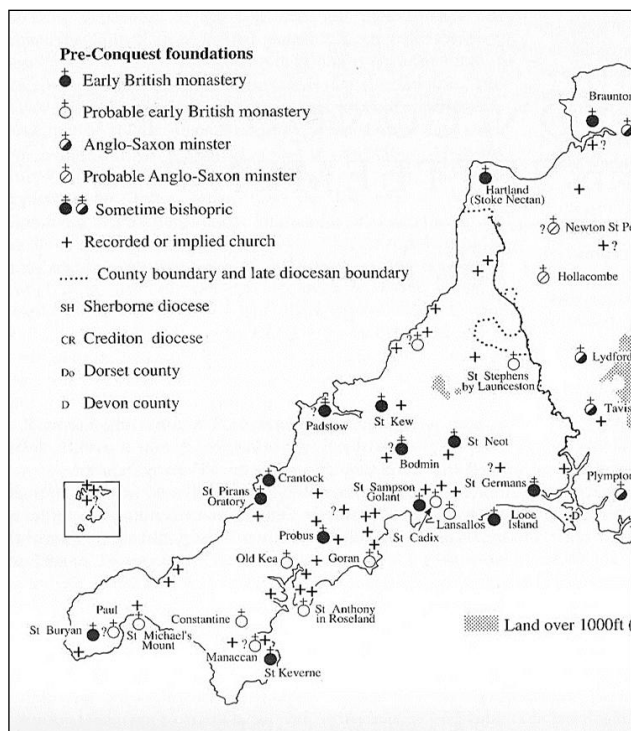 Pre-Conquest foundations
Early British monastery
Probable early British monastery
Anglo-Saxon minster
Probable Anglo-Saxon minster
Sometime bishopric
Recorded or implied church
County boundary and late diocesan boundary
SH Sherborne diocese
CR Crediton diocese
Do Dorset county
D Devon county
Braunton
?
Hartland
(Stoke Nectan)
? Newton St Pe
?
Hollacombe
?
St Stephens
by Launceston
Lydford
Tavis
?
Padstow
St Kew
?
Bodmin
St Neot
?
St Germans
Plympton
Crantock
St Pirans
Oratory
St Sampson
Golant
Looe
Island
Lansallos
St Cadix
?
?
Probus
Old Kea
Goran
D
Paul
St Buryan
?
St Michael's
Mount
Constantine
St Anthony
in Roseland
Manaccan
?
?
St Keverne
Land over 1000ft (